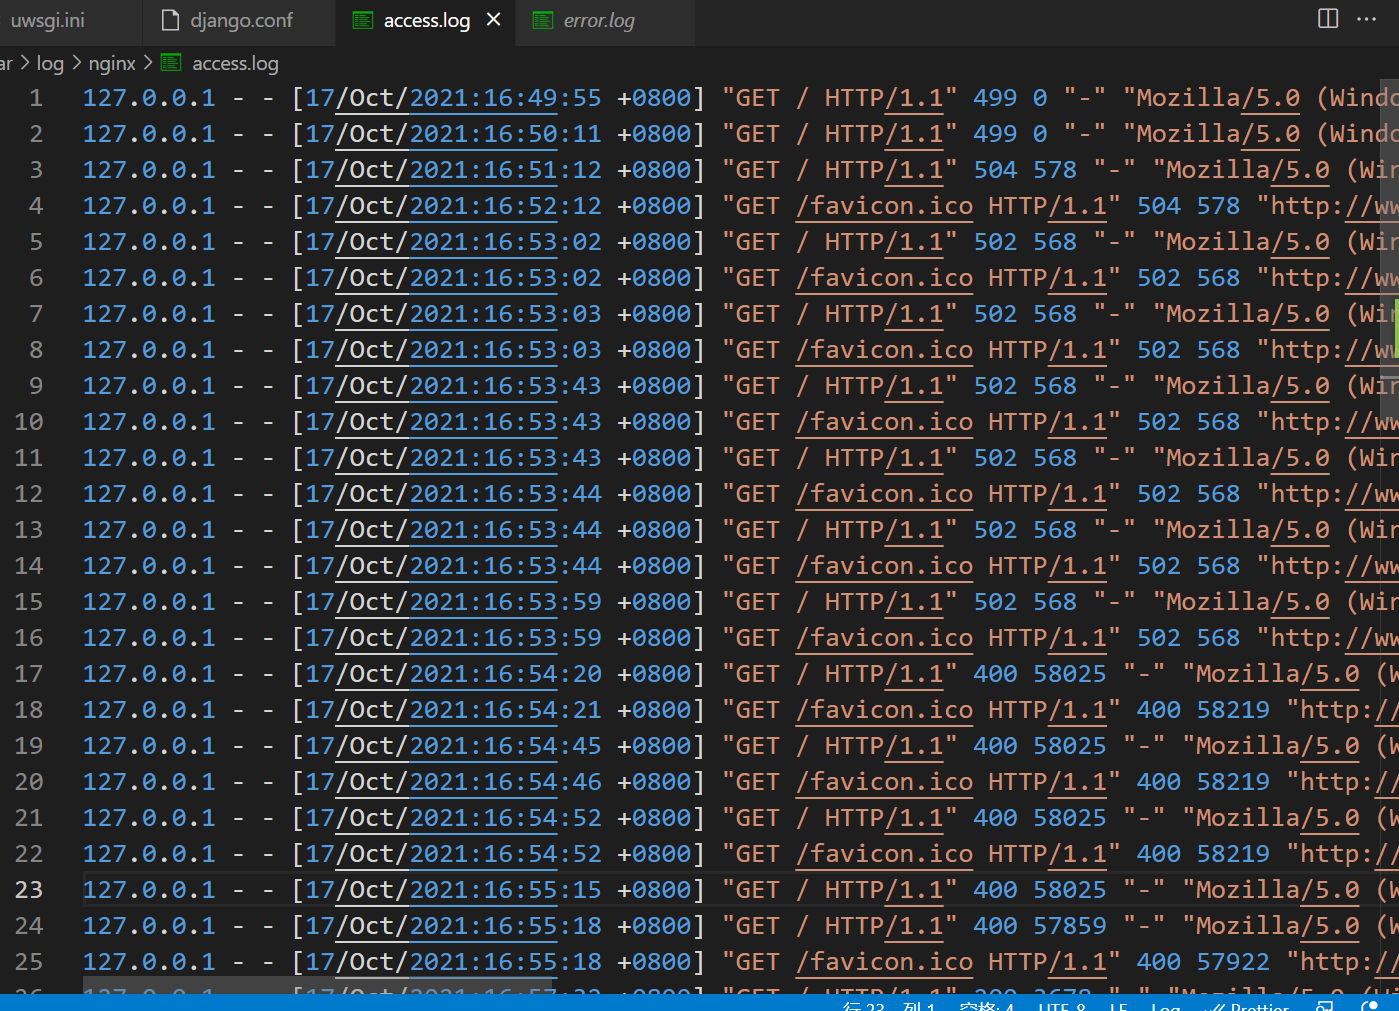 uwsgi.ini django.conf access.log × error.log ···
ar > log > nginx > access.log
1 127.0.0.1 - - [17/Oct/2021:16:49:55 +0800] "GET / HTTP/1.1" 499 0 "-" "Mozilla/5.0 (Windo
2 127.0.0.1 - - [17/Oct/2021:16:50:11 +0800] "GET / HTTP/1.1" 499 0 "-" "Mozilla/5.0 (Windo
3 127.0.0.1 - - [17/Oct/2021:16:51:12 +0800] "GET / HTTP/1.1" 504 578 "-" "Mozilla/5.0 (Win
4 127.0.0.1 - - [17/Oct/2021:16:52:12 +0800] "GET /favicon.ico HTTP/1.1" 504 578 "http://ww
5 127.0.0.1 - - [17/Oct/2021:16:53:02 +0800] "GET / HTTP/1.1" 502 568 "-" "Mozilla/5.0 (Win
6 127.0.0.1 - - [17/Oct/2021:16:53:02 +0800] "GET /favicon.ico HTTP/1.1" 502 568 "http://ww
7 127.0.0.1 - - [17/Oct/2021:16:53:03 +0800] "GET / HTTP/1.1" 502 568 "-" "Mozilla/5.0 (Win
8 127.0.0.1 - - [17/Oct/2021:16:53:03 +0800] "GET /favicon.ico HTTP/1.1" 502 568 "http://ww
9 127.0.0.1 - - [17/Oct/2021:16:53:43 +0800] "GET / HTTP/1.1" 502 568 "-" "Mozilla/5.0 (Win
10 127.0.0.1 - - [17/Oct/2021:16:53:43 +0800] "GET /favicon.ico HTTP/1.1" 502 568 "http://ww
11 127.0.0.1 - - [17/Oct/2021:16:53:43 +0800] "GET / HTTP/1.1" 502 568 "-" "Mozilla/5.0 (Win
12 127.0.0.1 - - [17/Oct/2021:16:53:44 +0800] "GET /favicon.ico HTTP/1.1" 502 568 "http://ww
13 127.0.0.1 - - [17/Oct/2021:16:53:44 +0800] "GET / HTTP/1.1" 502 568 "-" "Mozilla/5.0 (Win
14 127.0.0.1 - - [17/Oct/2021:16:53:44 +0800] "GET /favicon.ico HTTP/1.1" 502 568 "http://ww
15 127.0.0.1 - - [17/Oct/2021:16:53:59 +0800] "GET / HTTP/1.1" 502 568 "-" "Mozilla/5.0 (Win
16 127.0.0.1 - - [17/Oct/2021:16:53:59 +0800] "GET /favicon.ico HTTP/1.1" 502 568 "http://ww
17 127.0.0.1 - - [17/Oct/2021:16:54:20 +0800] "GET / HTTP/1.1" 400 58025 "-" "Mozilla/5.0 (W
18 127.0.0.1 - - [17/Oct/2021:16:54:21 +0800] "GET /favicon.ico HTTP/1.1" 400 58219 "http://
19 127.0.0.1 - - [17/Oct/2021:16:54:45 +0800] "GET / HTTP/1.1" 400 58025 "-" "Mozilla/5.0 (W
20 127.0.0.1 - - [17/Oct/2021:16:54:46 +0800] "GET /favicon.ico HTTP/1.1" 400 58219 "http://
21 127.0.0.1 - - [17/Oct/2021:16:54:52 +0800] "GET / HTTP/1.1" 400 58025 "-" "Mozilla/5.0 (W
22 127.0.0.1 - - [17/Oct/2021:16:54:52 +0800] "GET /favicon.ico HTTP/1.1" 400 58219 "http://
23 127.0.0.1 - - [17/Oct/2021:16:55:15 +0800] "GET / HTTP/1.1" 400 58025 "-" "Mozilla/5.0 (W
24 127.0.0.1 - - [17/Oct/2021:16:55:18 +0800] "GET / HTTP/1.1" 400 57859 "-" "Mozilla/5.0 (W
25 127.0.0.1 - - [17/Oct/2021:16:55:18 +0800] "GET /favicon.ico HTTP/1.1" 400 57922 "http://
行 23, 列 1 空格: 4 UTF-8 LF Log Prettier